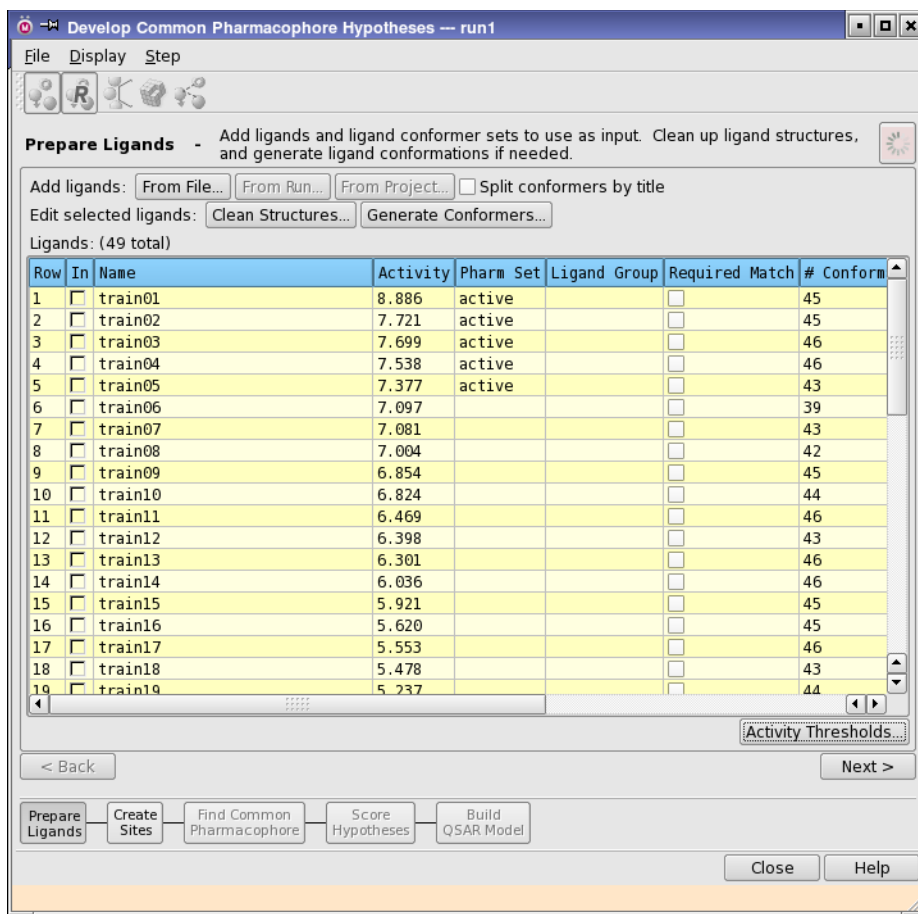 Develop Common Pharmacophore Hypotheses -- run1
File Display Step
Prepare Ligands - Add ligands and ligand conformer sets to use as input. Clean up ligand structures,
and generate ligand conformations if needed.
Add ligands: From File... From Run... From Project... Split conformers by title
Edit selected ligands: Clean Structures... Generate Conformers...
Ligands: (49 total)
Row In Name Activity Pharm Set Ligand Group Required Match # Conform
1 train01 8.886 active 45
2 train02 7.721 active 45
3 train03 7.699 active 46
4 train04 7.538 active 46
5 train05 7.377 active 43
6 train06 7.097 39
7 train07 7.081 43
8 train08 7.004 42
9 train09 6.854 45
10 train10 6.824 44
11 train11 6.469 46
12 train12 6.398 43
13 train13 6.301 46
14 train14 6.036 46
15 train15 5.921 45
16 train16 5.620 45
17 train17 5.553 46
18 train18 5.478 43
19 train19 5.237 44
Activity Thresholds...
< Back Next >
Prepare Ligands Create Sites Find Common Pharmacophore Score Hypotheses Build QSAR Model
Close Help